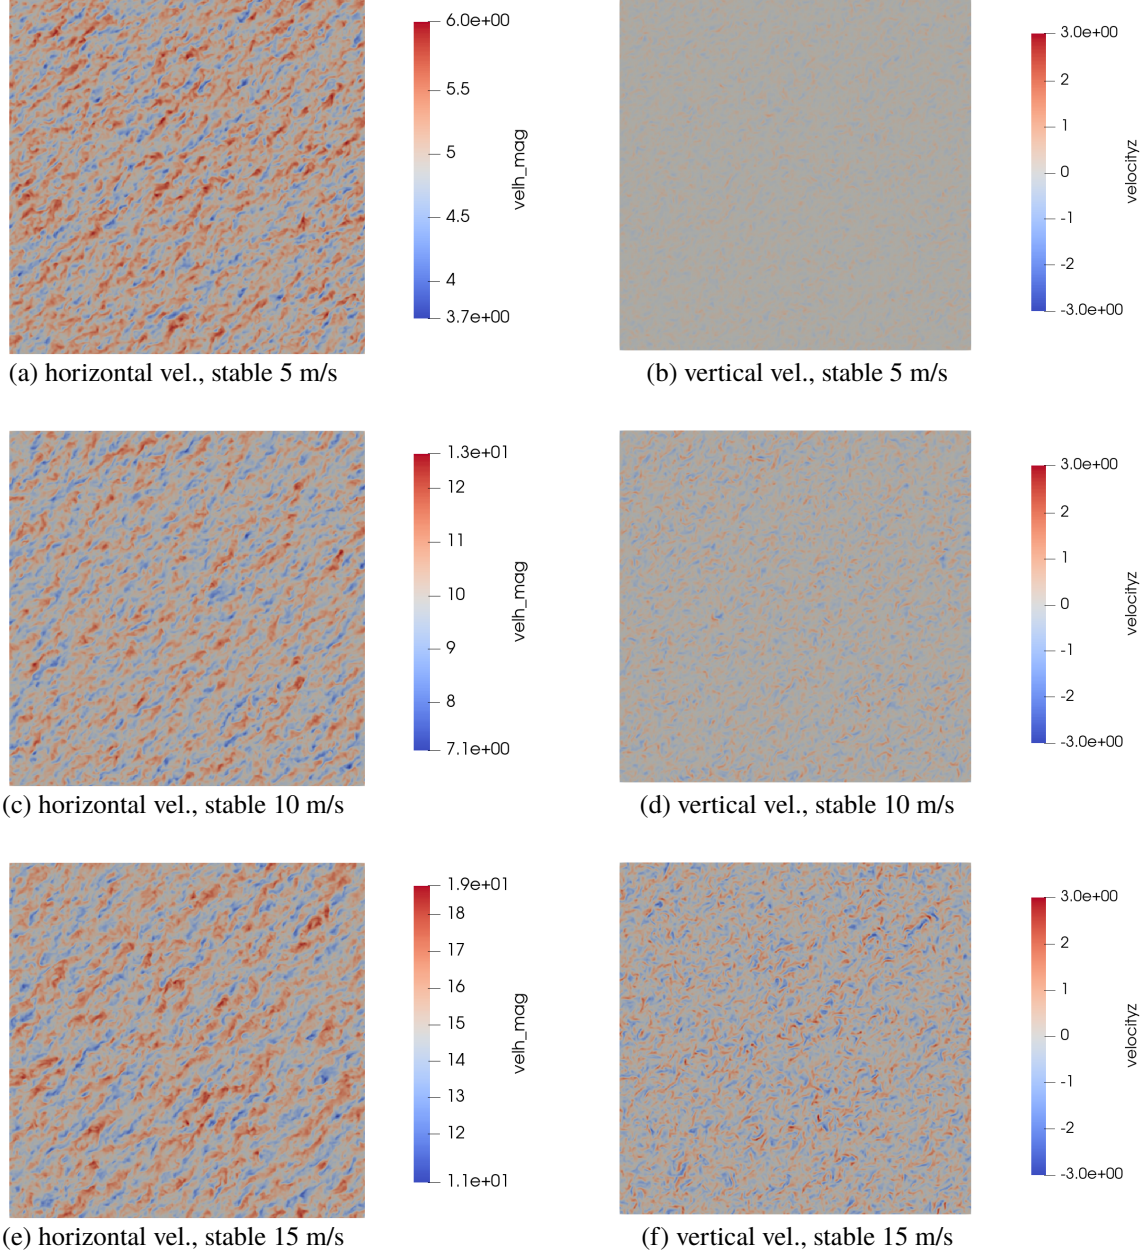 6.0e+00
5.5
5
4.5
4
3.7e+00
velh_mag
3.0e+00
2
1
0
-1
-2
-3.0e+00
velocityz
(a) horizontal vel., stable 5 m/s
(b) vertical vel., stable 5 m/s
1.3e+01
12
11
10
9
8
7.1e+00
velh_mag
3.0e+00
2
1
0
-1
-2
-3.0e+00
velocityz
(c) horizontal vel., stable 10 m/s
(d) vertical vel., stable 10 m/s
1.9e+01
18
17
16
15
14
13
12
1.1e+01
velh_mag
3.0e+00
2
1
0
-1
-2
-3.0e+00
velocityz
(e) horizontal vel., stable 15 m/s
(f) vertical vel., stable 15 m/s